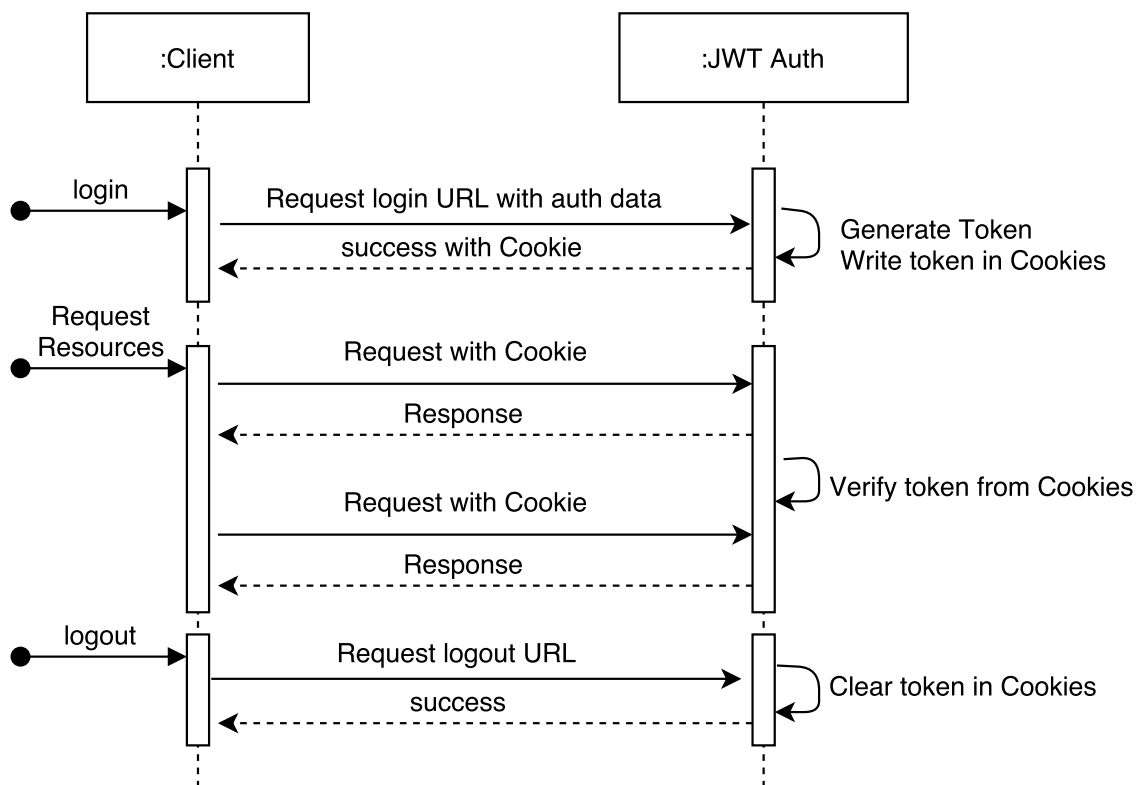 :Client
:JWT Auth
login
Request login URL with auth data
success with Cookie
Generate Token
Write token in Cookies
Request
Resources
Request with Cookie
Response
Verify token from Cookies
Request with Cookie
Response
logout
Request logout URL
success
Clear token in Cookies